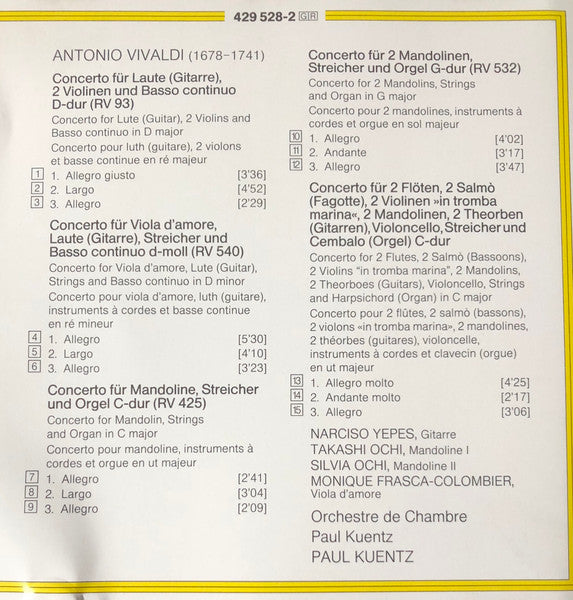 429 528-2 GR
ANTONIO VIVALDI (1678–1741)
Concerto für Laute (Gitarre),
2 Violinen und Basso continuo
D-dur (RV 93)
Concerto for Lute (Guitar), 2 Violins and
Basso continuo in D major
Concerto pour luth (guitare), 2 violons
et basse continue en ré majeur
1 1. Allegro giusto [3'36]
2 2. Largo [4'52]
3 3. Allegro [2'29]
Concerto für Viola d'amore,
Laute (Gitarre), Streicher und
Basso continuo d-moll (RV 540)
Concerto for Viola d'amore, Lute (Guitar),
Strings and Basso continuo in D minor
Concerto pour viola d'amore, luth (guitare),
instruments à cordes et basse continue
en ré mineur
4 1. Allegro [5'30]
5 2. Largo [4'10]
6 3. Allegro [3'23]
Concerto für Mandoline, Streicher
und Orgel C-dur (RV 425)
Concerto for Mandolin, Strings
and Organ in C major
Concerto pour mandoline, instruments à
cordes et orgue en ut majeur
7 1. Allegro [2'41]
8 2. Largo [3'04]
9 3. Allegro [2'09]
Concerto für 2 Mandolinen,
Streicher und Orgel G-dur (RV 532)
Concerto for 2 Mandolins, Strings
and Organ in G major
Concerto pour 2 mandolines, instruments à
cordes et orgue en sol majeur
10 1. Allegro [4'02]
11 2. Andante [3'17]
12 3. Allegro [3'47]
Concerto für 2 Flöten, 2 Salmò
(Fagotte), 2 Violinen »in tromba
marina«, 2 Mandolinen, 2 Theorben
(Gitarren), Violoncello, Streicher und
Cembalo (Orgel) C-dur
Concerto for 2 Flutes, 2 Salmò (Bassoons),
2 Violins “in tromba marina”, 2 Mandolins,
2 Theorboes (Guitars), Violoncello, Strings
and Harpsichord (Organ) in C major
Concerto pour 2 flûtes, 2 salmò (bassons),
2 violons «in tromba marina», 2 mandolines,
2 théorbes (guitares), violoncelle,
instruments à cordes et clavecin (orgue)
en ut majeur
13 1. Allegro molto [4'25]
14 2. Andante molto [2'17]
15 3. Allegro [3'06]
NARCISO YEPES, Gitarre
TAKASHI OCHI, Mandoline I
SILVIA OCHI, Mandoline II
MONIQUE FRASCA-COLOMBIER,
Viola d'amore
Orchestre de Chambre
Paul Kuentz
PAUL KUENTZ